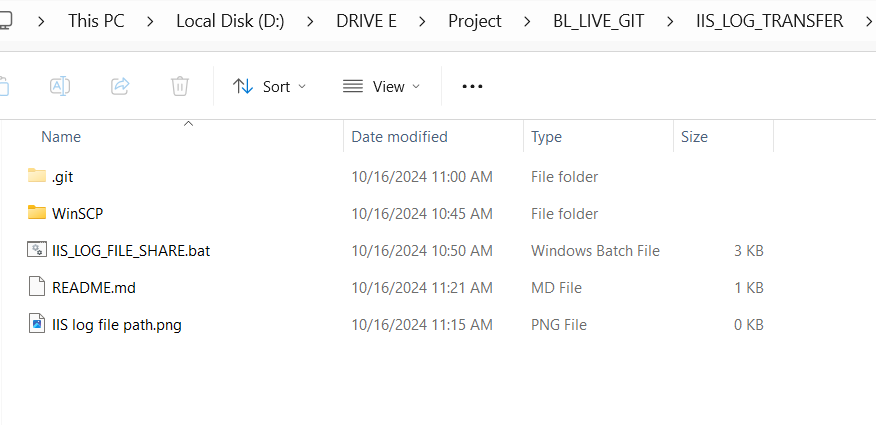 This PC > Local Disk (D:) > DRIVE E > Project > BL_LIVE_GIT > IIS_LOG_TRANSFER >
Sort View
Name Date modified Type Size
.git 10/16/2024 11:00 AM File folder
WinSCP 10/16/2024 10:45 AM File folder
IIS_LOG_FILE_SHARE.bat 10/16/2024 10:50 AM Windows Batch File 3 KB
README.md 10/16/2024 11:21 AM MD File 1 KB
IIS log file path.png 10/16/2024 11:15 AM PNG File 0 KB